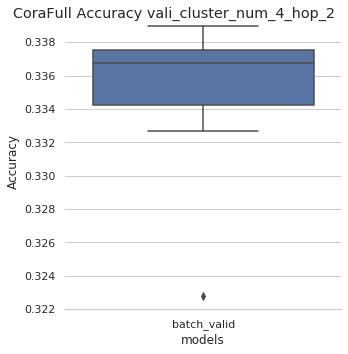 CoraFull Accuracy vali_cluster_num_4_hop_2
0.338
0.336
0.334
0.332
0.330
0.328
0.326
0.324
0.322
Accuracy
batch_valid
models